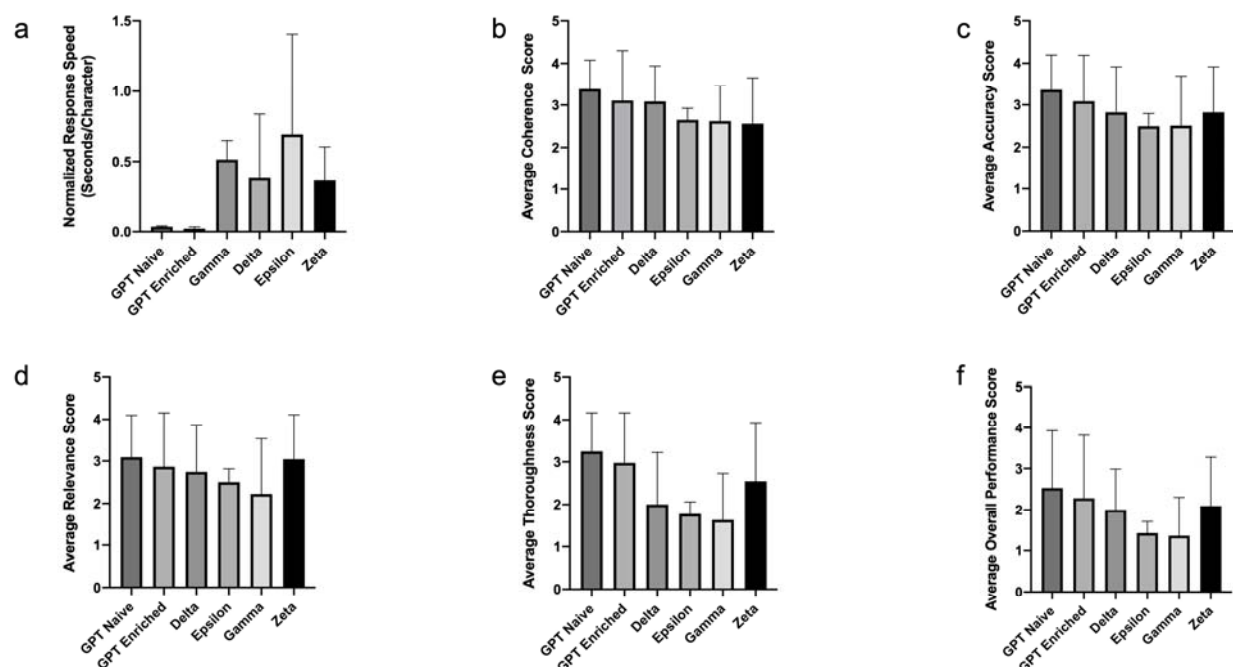 a
Normalized Response Speed
(Seconds/Character)
1.5
1.0
0.5
0.0
GPT Naive
GPT Enriched
Gamma
Delta
Epsilon
Zeta
b
Average Coherence Score
5
4
3
2
1
0
GPT Naive
GPT Enriched
Delta
Epsilon
Gamma
Zeta
c
Average Accuracy Score
5
4
3
2
1
0
GPT Naive
GPT Enriched
Delta
Epsilon
Gamma
Zeta
d
Average Relevance Score
5
4
3
2
1
0
GPT Naive
GPT Enriched
Delta
Epsilon
Gamma
Zeta
e
Average Thoroughness Score
5
4
3
2
1
0
GPT Naive
GPT Enriched
Delta
Epsilon
Gamma
Zeta
f
Average Overall Performance Score
5
4
3
2
1
0
GPT Naive
GPT Enriched
Delta
Epsilon
Gamma
Zeta